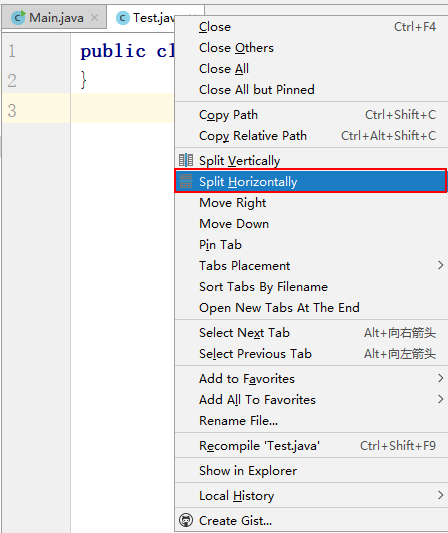 Main.java
Test.java
1 public cl
2 }
3
Close Ctrl+F4
Close Others
Close All
Close All but Pinned
Copy Path Ctrl+Shift+C
Copy Relative Path Ctrl+Alt+Shift+C
Split Vertically
Split Horizontally
Move Right
Move Down
Pin Tab
Tabs Placement
Sort Tabs By Filename
Open New Tabs At The End
Select Next Tab Alt+向右箭头
Select Previous Tab Alt+向左箭头
Add to Favorites
Add All To Favorites
Rename File...
Recompile 'Test.java' Ctrl+Shift+F9
Show in Explorer
Local History
Create Gist...